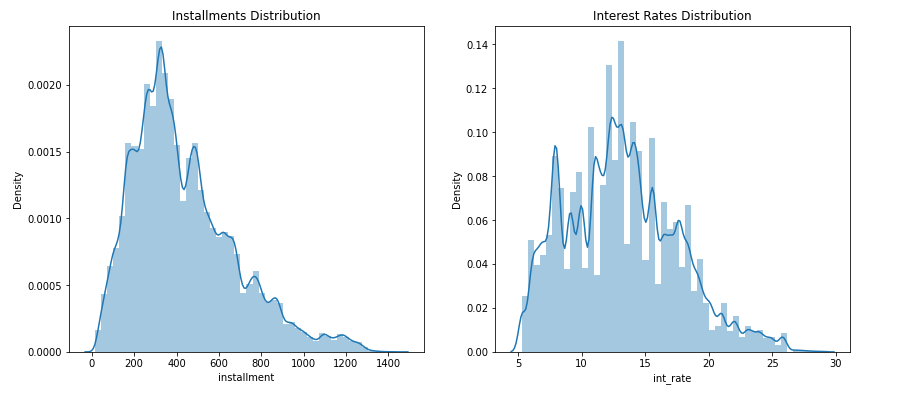 Installments Distribution
Density
0.0020
0.0015
0.0010
0.0005
0.0000
0 200 400 600 800 1000 1200 1400
installment
Interest Rates Distribution
Density
0.14
0.12
0.10
0.08
0.06
0.04
0.02
0.00
5 10 15 20 25 30
int_rate